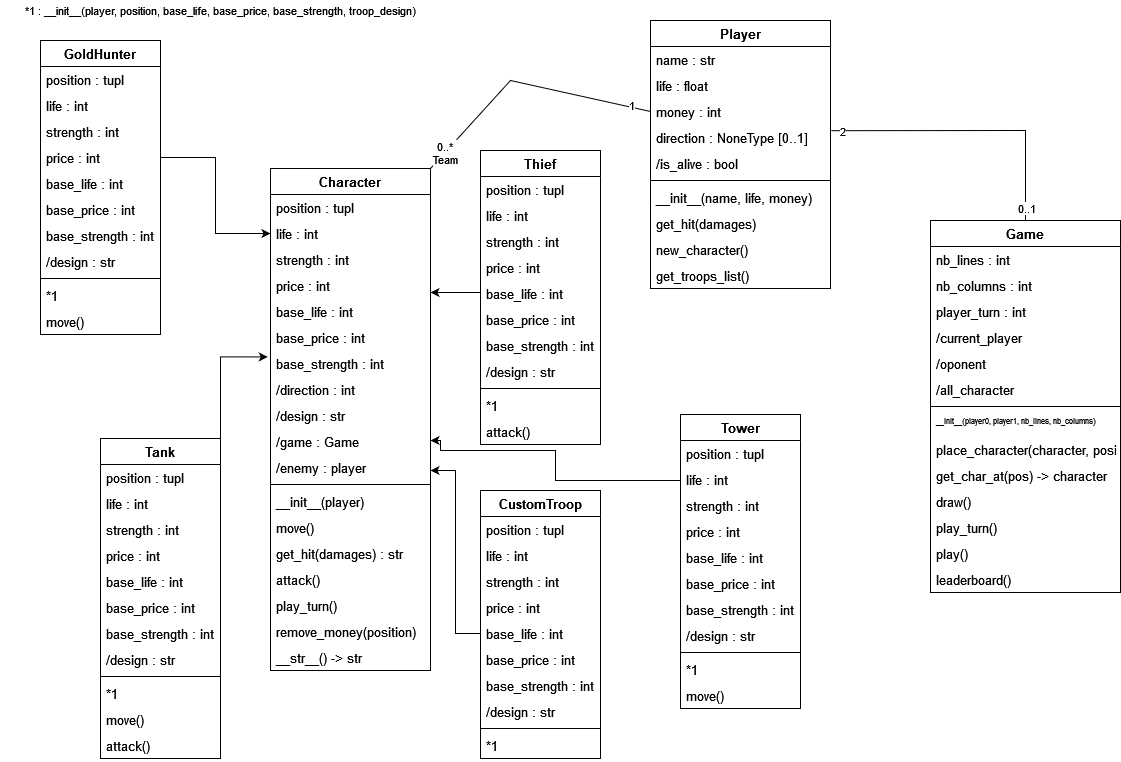 *1 : __init__(player, position, base_life, base_price, base_strength, troop_design)
GoldHunter
position : tupl
life : int
strength : int
price : int
base_life : int
base_price : int
base_strength : int
/design : str
*1
move()
Player
name : str
life : float
money : int
direction : NoneType [0..1]
/is_alive : bool
__init__(name, life, money)
get_hit(damages)
new_character()
get_troops_list()
1
2
0..*
Team
0..1
Character
position : tupl
life : int
strength : int
price : int
base_life : int
base_price : int
base_strength : int
/direction : int
/design : str
/game : Game
/enemy : player
__init__(player)
move()
get_hit(damages) : str
attack()
play_turn()
remove_money(position)
__str__() -> str
Thief
position : tupl
life : int
strength : int
price : int
base_life : int
base_price : int
base_strength : int
/design : str
*1
attack()
Game
nb_lines : int
nb_columns : int
player_turn : int
/current_player
/oponent
/all_character
__init__(player0, player1, nb_lines, nb_columns)
place_character(character, posi
get_char_at(pos) -> character
draw()
play_turn()
play()
leaderboard()
Tank
position : tupl
life : int
strength : int
price : int
base_life : int
base_price : int
base_strength : int
/design : str
*1
move()
attack()
CustomTroop
position : tupl
life : int
strength : int
price : int
base_life : int
base_price : int
base_strength : int
/design : str
*1
Tower
position : tupl
life : int
strength : int
price : int
base_life : int
base_price : int
base_strength : int
/design : str
*1
move()